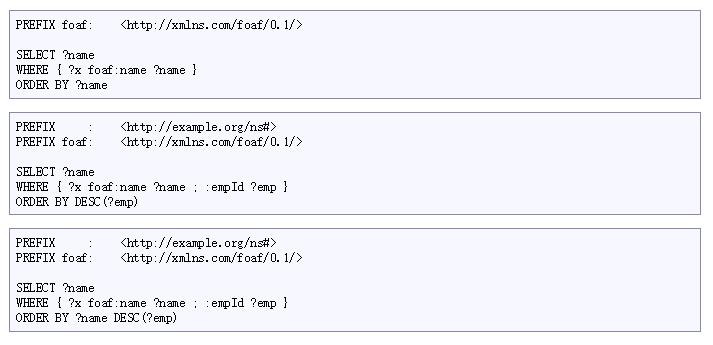 PREFIX foaf:    <http://xmlns.com/foaf/0.1/>

SELECT ?name
WHERE { ?x foaf:name ?name }
ORDER BY ?name

PREFIX     :    <http://example.org/ns#>
PREFIX foaf:    <http://xmlns.com/foaf/0.1/>

SELECT ?name
WHERE { ?x foaf:name ?name ; :empId ?emp }
ORDER BY DESC(?emp)

PREFIX     :    <http://example.org/ns#>
PREFIX foaf:    <http://xmlns.com/foaf/0.1/>

SELECT ?name
WHERE { ?x foaf:name ?name ; :empId ?emp }
ORDER BY ?name DESC(?emp)